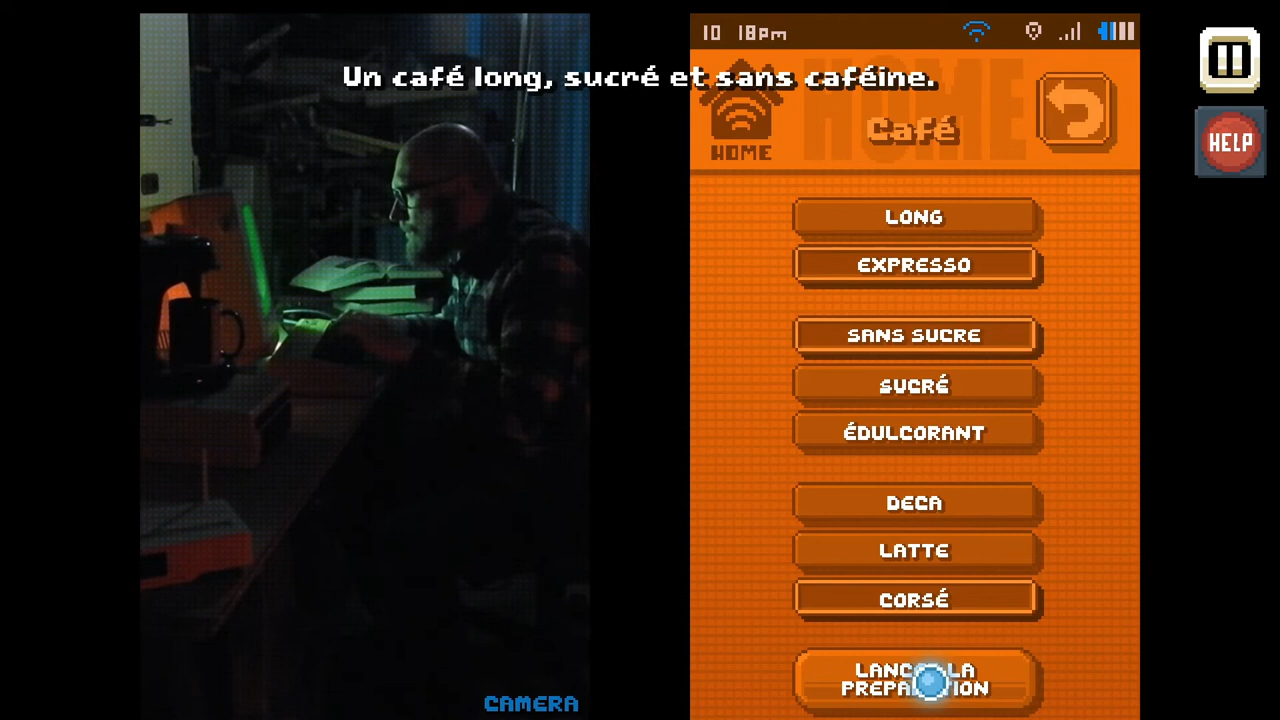 10 18pm
Un café long, sucré et sans caféine.
HOME
HOME
Café
HELP
LONG
EXPRESSO
SANS SUCRE
SUCRÉ
ÉDULCORANT
DECA
LATTE
CORSÉ
LA
CAMERA